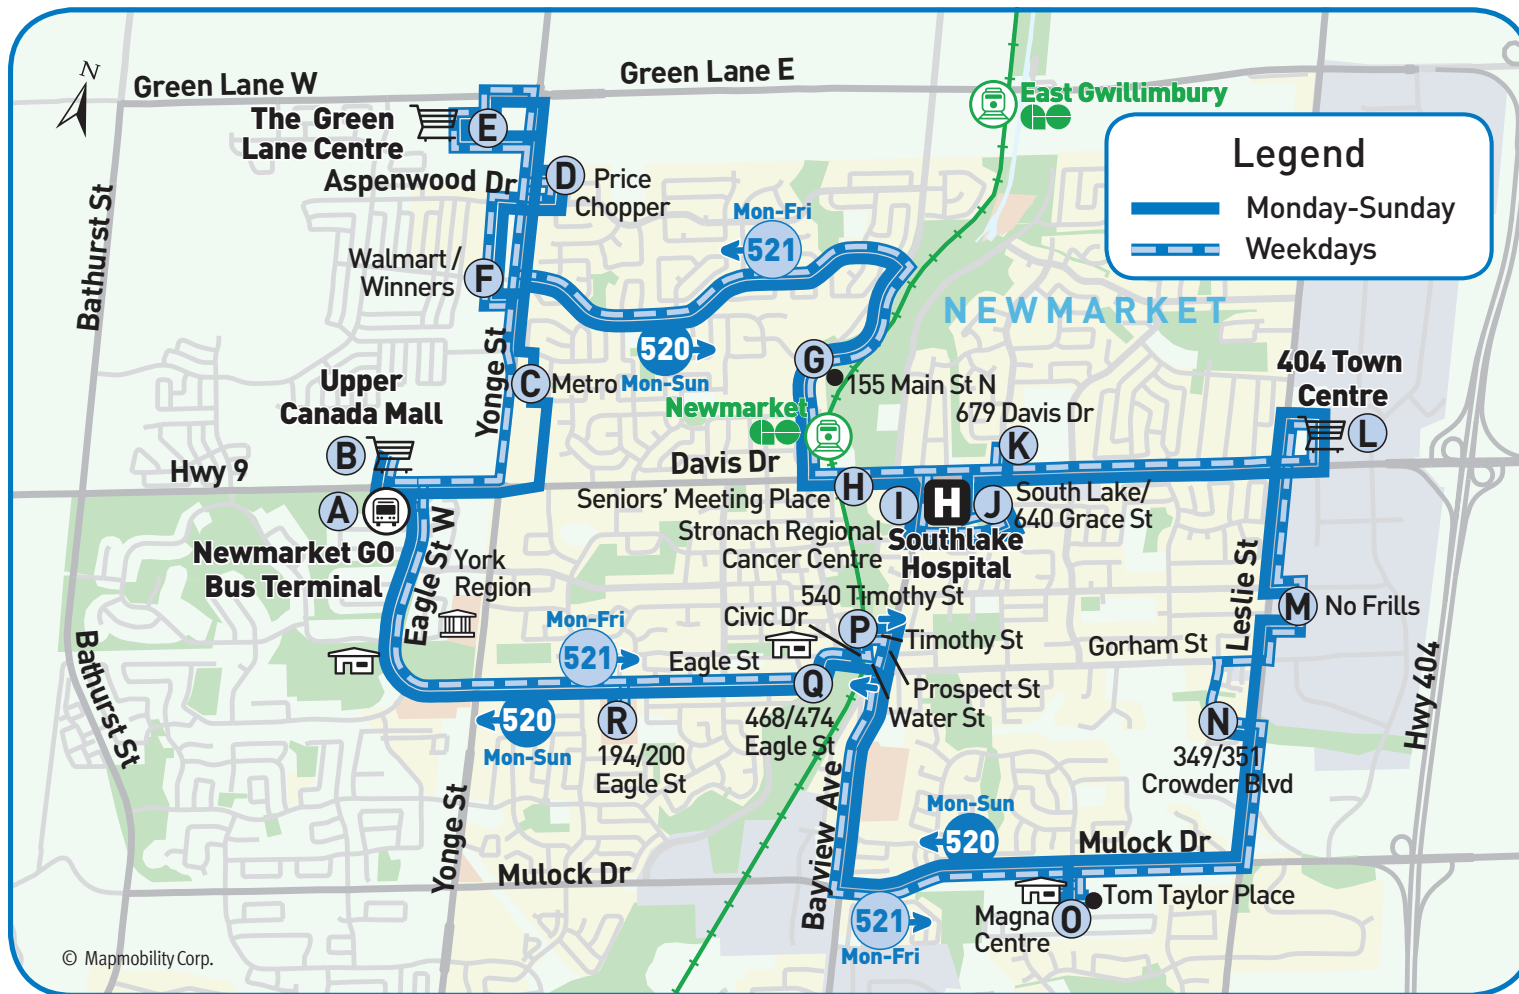 N
Green Lane W
Green Lane E
East Gwillimbury
GO
The Green
Lane Centre
E
Legend
Monday-Sunday
Weekdays
Aspenwood Dr
D
Price
Chopper
Bathurst St
Mon-Fri
521
Walmart /
Winners
F
NEWMARKET
520
Mon-Sun
Yonge St
G
155 Main St N
C
Metro
Upper
Canada Mall
B
Newmarket
GO
679 Davis Dr
K
404 Town
Centre
L
Hwy 9
Davis Dr
A
Seniors' Meeting Place
H
I
H
J
South Lake/
640 Grace St
Stronach Regional
Cancer Centre
Southlake
Hospital
Newmarket GO
Bus Terminal
Eagle St W
York
Region
540 Timothy St
Civic Dr
P
Timothy St
Leslie St
M
No Frills
Gorham St
Mon-Fri
521
Eagle St
Q
Prospect St
Water St
Bathurst St
Hwy 404
520
Mon-Sun
R
194/200
Eagle St
468/474
Eagle St
N
349/351
Crowder Blvd
Yonge St
Bayview Ave
Mon-Sun
520
Mulock Dr
Mulock Dr
521
Mon-Fri
Magna
Centre
O
Tom Taylor Place
© Mapmobility Corp.